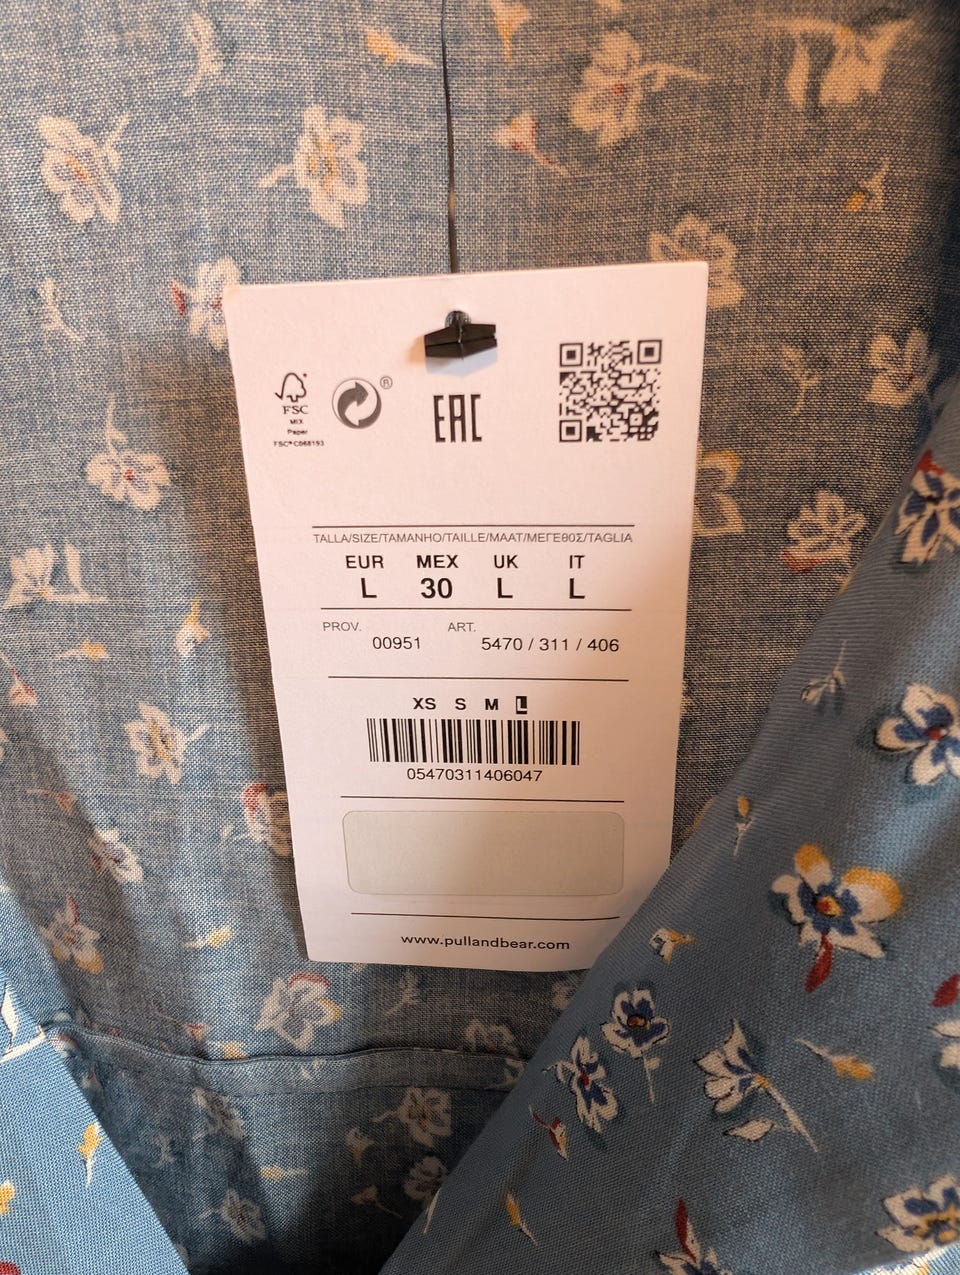 FSC
MIX
Paper
FSC® C068193
®
EAC
TALLA/SIZE/TAMANHO/TAILLE/MAAT/ΜΕΓΕΘΟΣ/TAGLIA
EUR MEX UK IT
L 30 L L
PROV. ART.
00951 5470 / 311 / 406
XS S M L
05470311406047
www.pullandbear.com